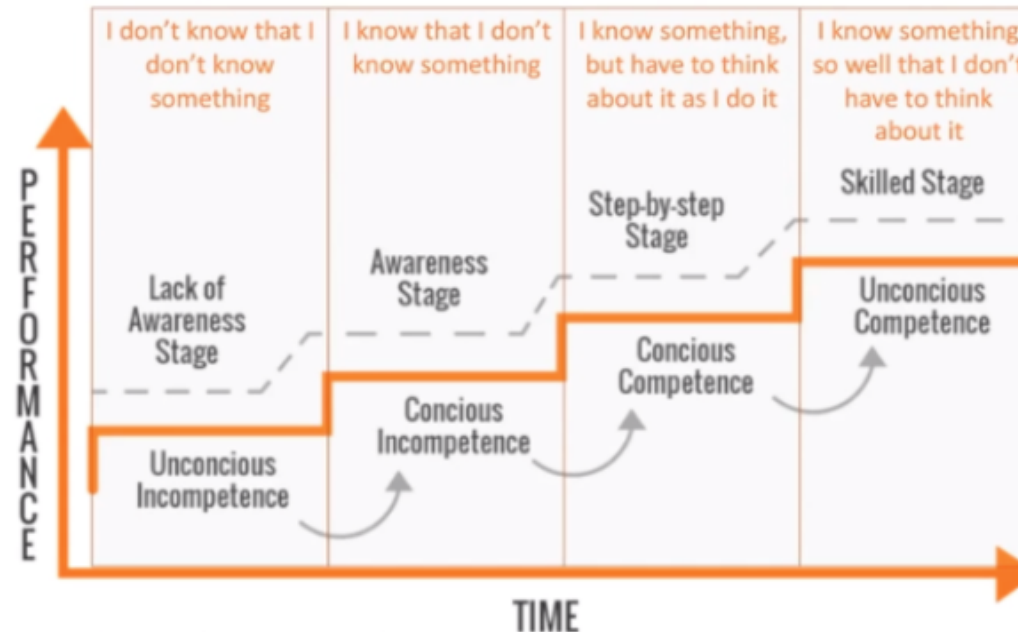 I don't know that I
don't know
something
I know that I don't
know something
I know something,
but have to think
about it as I do it
I know something
so well that I don't
have to think
about it
PERFORMANCE
Lack of
Awareness
Stage
Awareness
Stage
Step-by-step
Stage
Skilled Stage
Unconcious
Incompetence
Concious
Incompetence
Concious
Competence
Unconcious
Competence
TIME